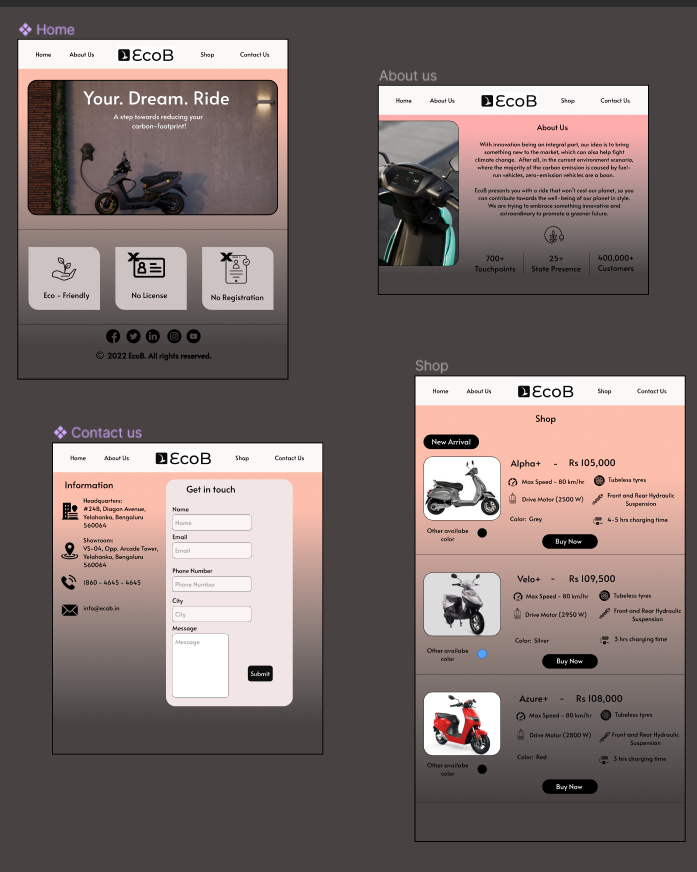 Home
Home About Us EcoB Shop Contact Us
Your. Dream. Ride
A step towards reducing your
carbon-footprint!
Eco - Friendly
No License
No Registration
© 2022 EcoB. All rights reserved.
About us
Home About Us EcoB Shop Contact Us
About Us
With innovation being an integral part, our idea is to bring
something new to the market, which can also help fight
climate change. After all, in the current environment scenario,
where the majority of the carbon emission is caused by fuel-
run vehicles, zero-emission vehicles are a boon.
EcoB presents you with a ride that won't cost our planet, so you
can contribute towards the well-being of our planet in style.
We are trying to embrace something innovative and
extraordinary to promote a greener future.
700+
Touchpoints
25+
State Presence
400,000+
Customers
Contact us
Home About Us EcoB Shop Contact Us
Information
Headquarters:
#248, Diagon Avenue,
Yelahanka, Bengaluru
560064
Showroom:
VS-04, Opp. Arcade Tower,
Yelahanka, Bengaluru
560064
1860 - 4645 - 4645
info@ecob.in
Get in touch
Name
Name
Email
Email
Phone Number
Phone Number
City
City
Message
Message
Submit
Shop
Home About Us EcoB Shop Contact Us
Shop
New Arrival
Alpha+ - Rs 105,000
Max Speed - 80 km/hr
Tubeless tyres
Drive Motor (2500 W)
Front and Rear Hydraulic
Suspension
Color: Grey
4-5 hrs charging time
Other availabe
color
Buy Now
Velo+ - Rs 109,500
Max Speed - 80 km/hr
Tubeless tyres
Drive Motor (2950 W)
Front and Rear Hydraulic
Suspension
Color: Silver
3 hrs charging time
Other availabe
color
Buy Now
Azure+ - Rs 108,000
Max Speed - 80 km/hr
Tubeless tyres
Drive Motor (2800 W)
Front and Rear Hydraulic
Suspension
Color: Red
3 hrs charging time
Other availabe
color
Buy Now